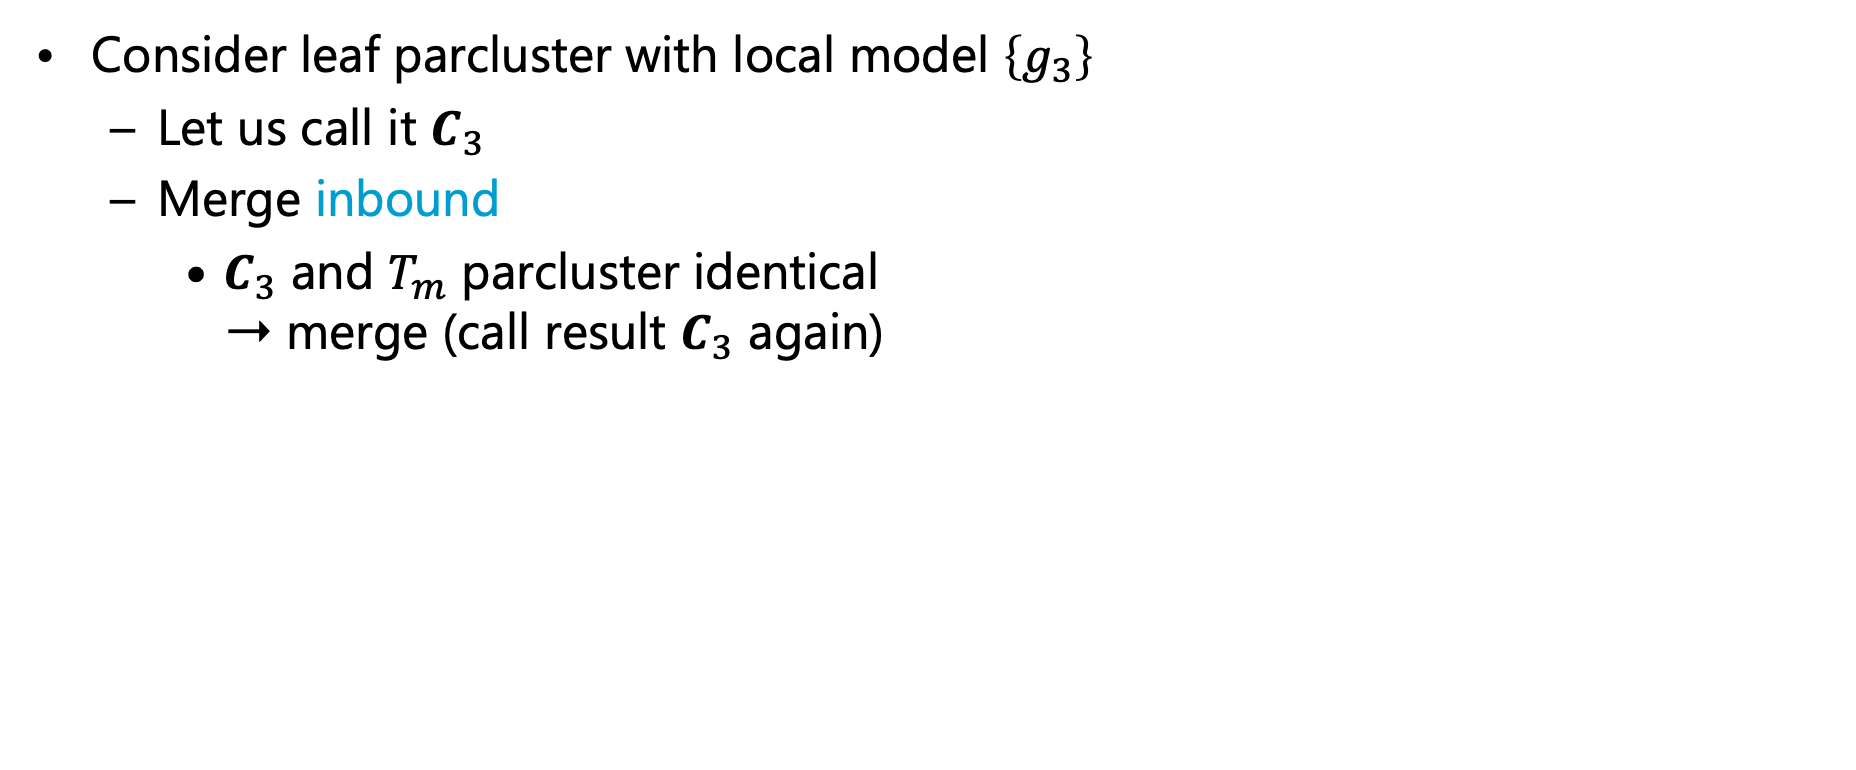 • Consider leaf parcluster with local model {𝑔₃}
– Let us call it 𝑪₃
– Merge inbound
• 𝑪₃ and 𝑇ₘ parcluster identical
→ merge (call result 𝑪₃ again)